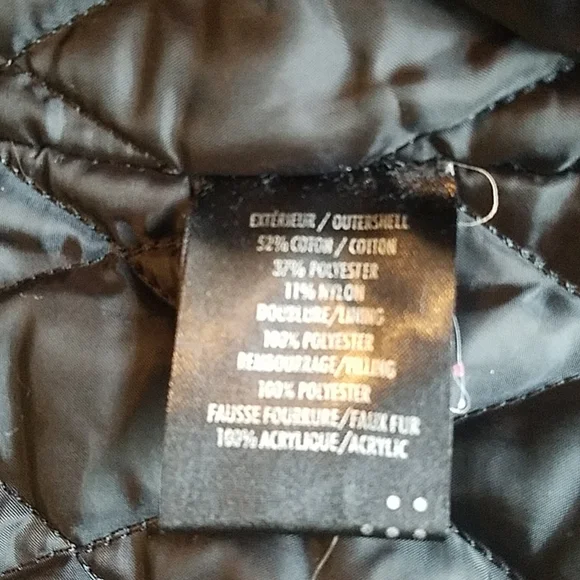 EXTÉRIEUR / OUTERSHELL
52% COTON / COTTON
37% POLYESTER
11% NYLON
DOUBLURE/LINING
100% POLYESTER
REMBOURRAGE/FILLING
100% POLYESTER
FAUSSE FOURRURE/FAUX FUR
100% ACRYLIQUE/ACRYLIC